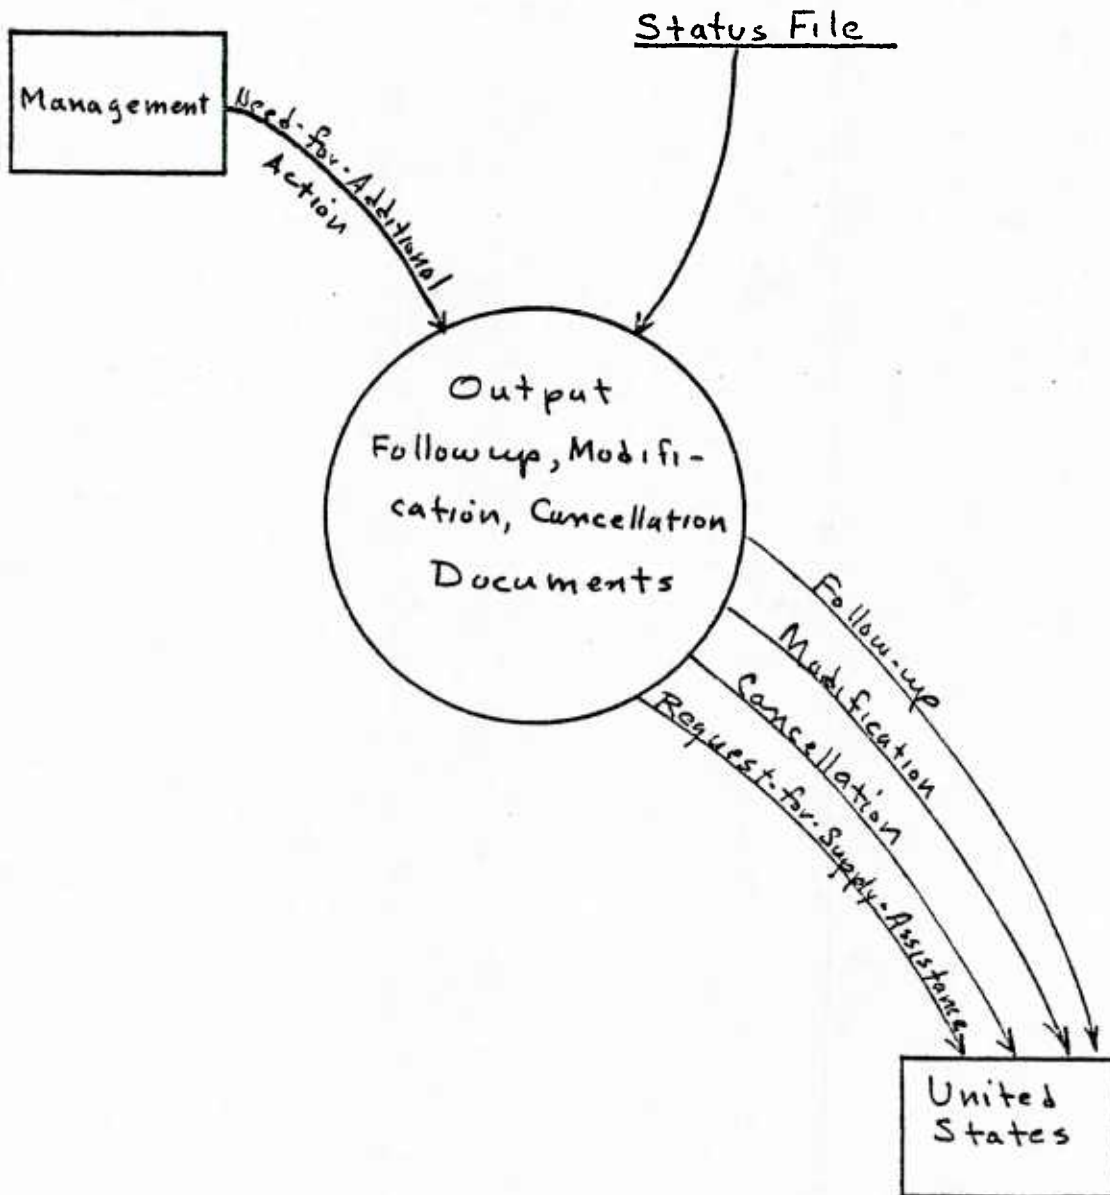 Status File
Management
Need-for-Additional
Action
Output
Followup, Modifi-
cation, Cancellation
Documents
Follow-up
Modification
Cancellation
Request-for-Supply-Assistance
United
States